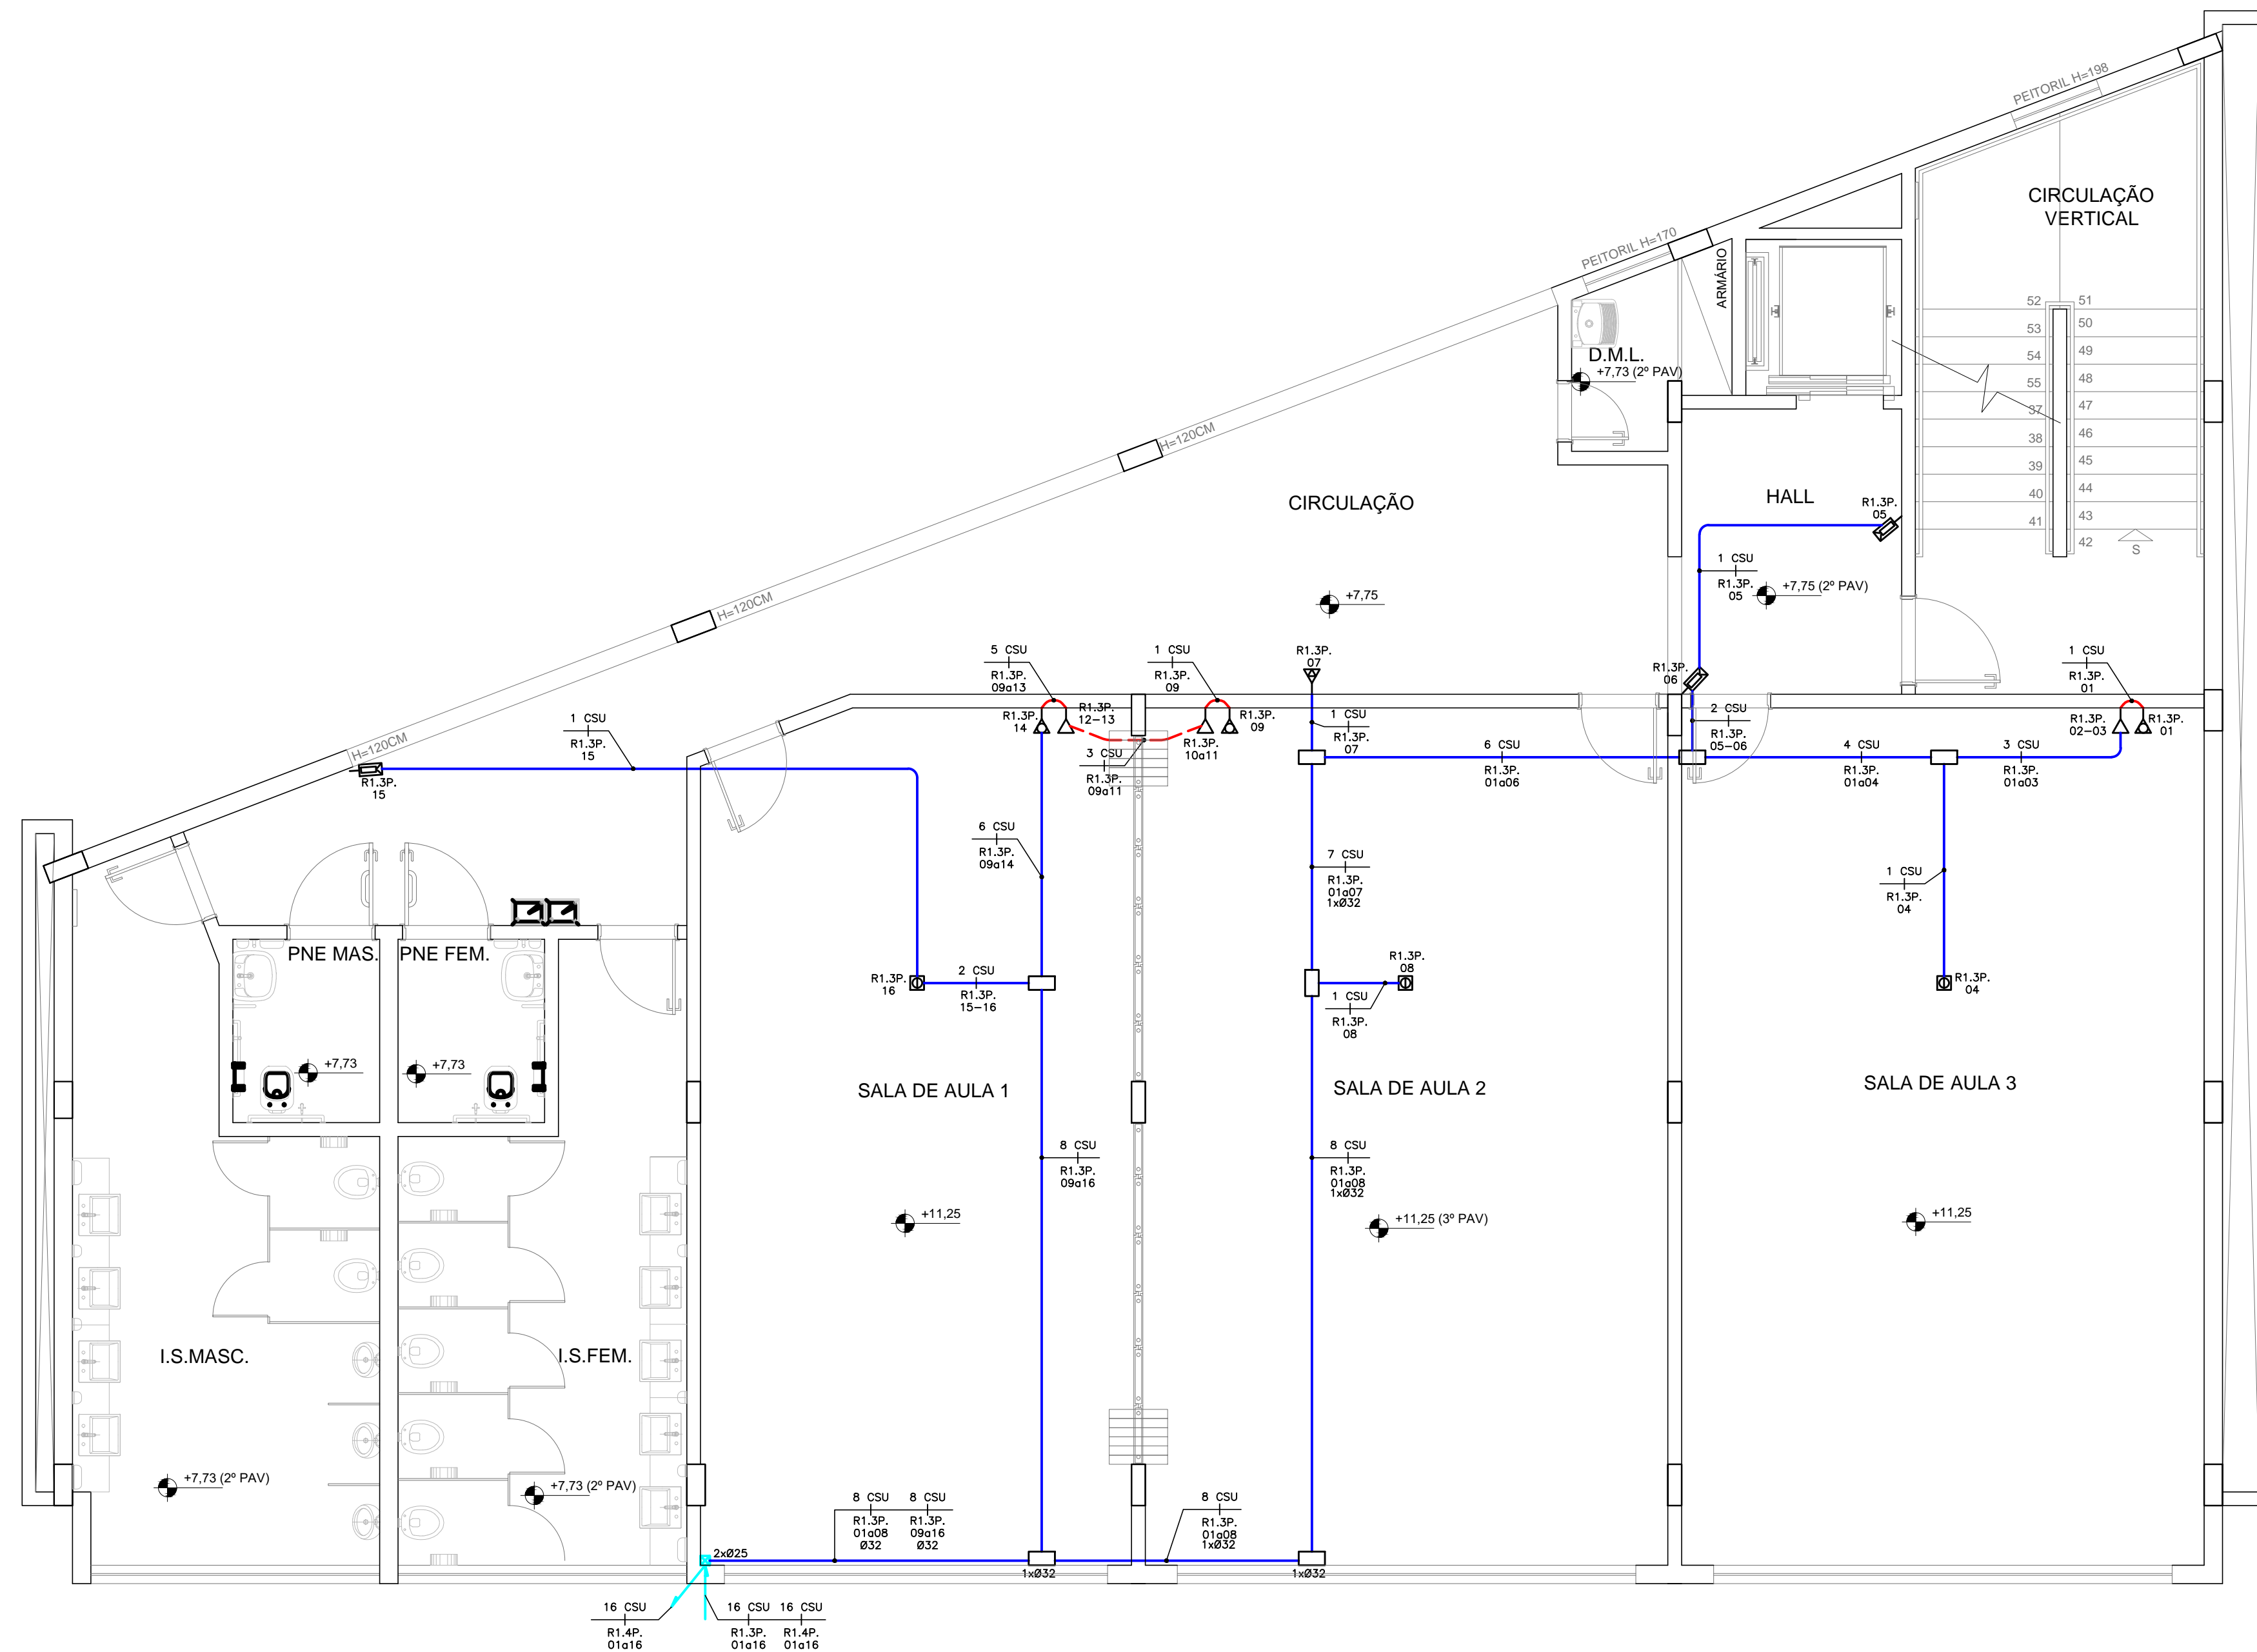 PEITORIL H=198
CIRCULAÇÃO
VERTICAL
PEITORIL H=170
ARMÁRIO
52
51
53
50
54
49
55
48
37
47
38
46
39
45
40
44
41
43
42
S
D.M.L.
+7,73 (2º PAV)
H=120CM
CIRCULAÇÃO
HALL
R1.3P.
05
1 CSU
R1.3P.
05
+7,75 (2º PAV)
H=120CM
+7,75
5 CSU
R1.3P.
09a13
1 CSU
R1.3P.
09
R1.3P.
07
R1.3P.
06
1 CSU
R1.3P.
01
H=120CM
1 CSU
R1.3P.
15
R1.3P.
15
R1.3P.
14
R1.3P.
12-13
3 CSU
R1.3P.
09a11
R1.3P.
10a11
R1.3P.
09
1 CSU
R1.3P.
07
6 CSU
R1.3P.
01a06
2 CSU
R1.3P.
05-06
4 CSU
R1.3P.
01a04
3 CSU
R1.3P.
01a03
R1.3P.
02-03
R1.3P.
01
6 CSU
R1.3P.
09a14
7 CSU
R1.3P.
01a07
1xØ32
1 CSU
R1.3P.
04
PNE MAS.
PNE FEM.
R1.3P.
16
2 CSU
R1.3P.
15-16
R1.3P.
08
1 CSU
R1.3P.
08
R1.3P.
04
+7,73
+7,73
SALA DE AULA 1
SALA DE AULA 2
SALA DE AULA 3
8 CSU
R1.3P.
09a16
8 CSU
R1.3P.
01a08
1xØ32
+11,25
+11,25 (3º PAV)
+11,25
I.S.MASC.
I.S.FEM.
+7,73 (2º PAV)
+7,73 (2º PAV)
8 CSU
R1.3P.
01a08
Ø32
8 CSU
R1.3P.
09a16
Ø32
8 CSU
R1.3P.
01a08
1xØ32
2xØ25
1xØ32
1xØ32
16 CSU
R1.4P.
01a16
16 CSU
R1.3P.
01a16
16 CSU
R1.4P.
01a16